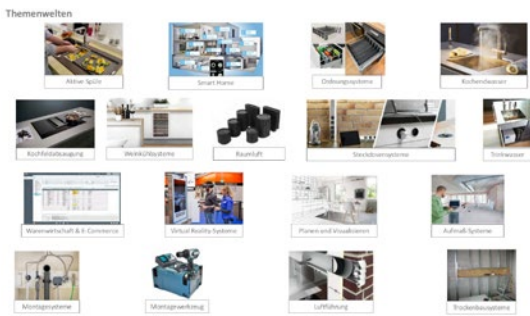 Themenwelten
Aktive Spüle
Smart Home
Ordnungssysteme
Kochendwasser
Kochfeldabsaugung
Weinkühlsysteme
Raumluft
Steckdosensysteme
Trinkwasser
Warenwirtschaft & E-Commerce
Virtual Reality Systeme
Planen und Visualisieren
Aufmaß-Systeme
Montagesysteme
Montagewerkzeug
Luftführung
Trockenbausysteme